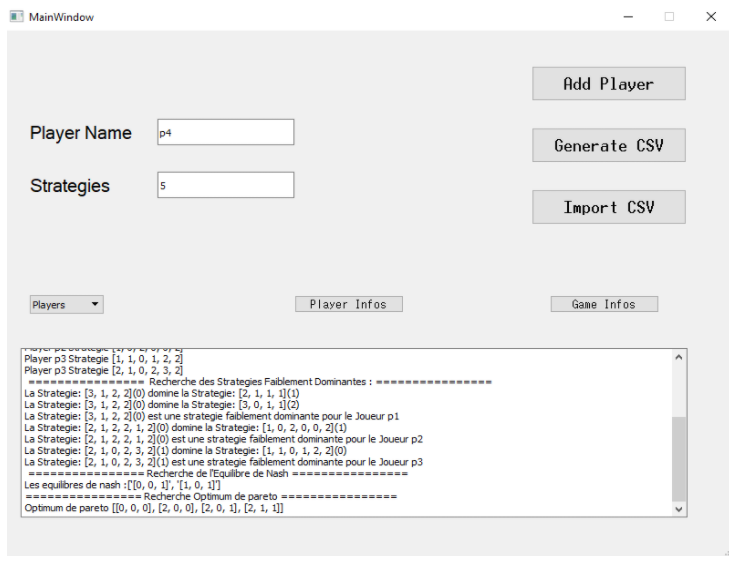 MainWindow
Add Player
Player Name
p4
Generate CSV
Strategies
5
Import CSV
Players
Player Infos
Game Infos
Player p2 Strategie [1, 0, 2, 0, 0, 2]
Player p3 Strategie [1, 1, 0, 1, 2, 2]
Player p3 Strategie [2, 1, 0, 2, 3, 2]
================ Recherche des Strategies Faiblement Dominantes : ================
La Strategie: [3, 1, 2, 2](0) domine la Strategie: [2, 1, 1, 1](1)
La Strategie: [3, 1, 2, 2](0) domine la Strategie: [3, 0, 1, 1](2)
La Strategie: [3, 1, 2, 2](0) est une strategie faiblement dominante pour le Joueur p1
La Strategie: [2, 1, 2, 2, 1, 2](0) domine la Strategie: [1, 0, 2, 0, 0, 2](1)
La Strategie: [2, 1, 2, 2, 1, 2](0) est une strategie faiblement dominante pour le Joueur p2
La Strategie: [2, 1, 0, 2, 3, 2](1) domine la Strategie: [1, 1, 0, 1, 2, 2](0)
La Strategie: [2, 1, 0, 2, 3, 2](1) est une strategie faiblement dominante pour le Joueur p3
================ Recherche de l'Equilibre de Nash ================
Les equilibres de nash :['[0, 0, 1]', '[1, 0, 1]']
================ Recherche Optimum de pareto ================
Optimum de pareto [[0, 0, 0], [2, 0, 0], [2, 0, 1], [2, 1, 1]]